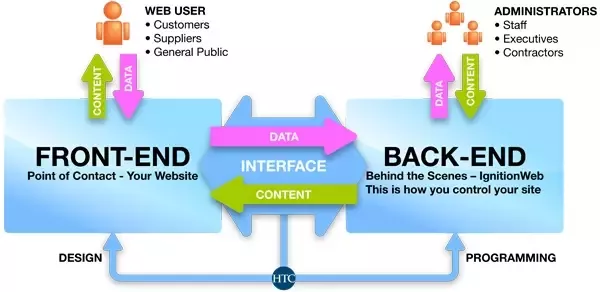 WEB USER
• Customers
• Suppliers
• General Public
ADMINISTRATORS
• Staff
• Executives
• Contractors
CONTENT
DATA
DATA
CONTENT
FRONT-END
Point of Contact - Your Website
DATA
INTERFACE
CONTENT
BACK-END
Behind the Scenes – IgnitionWeb
This is how you control your site
DESIGN
HTC
PROGRAMMING